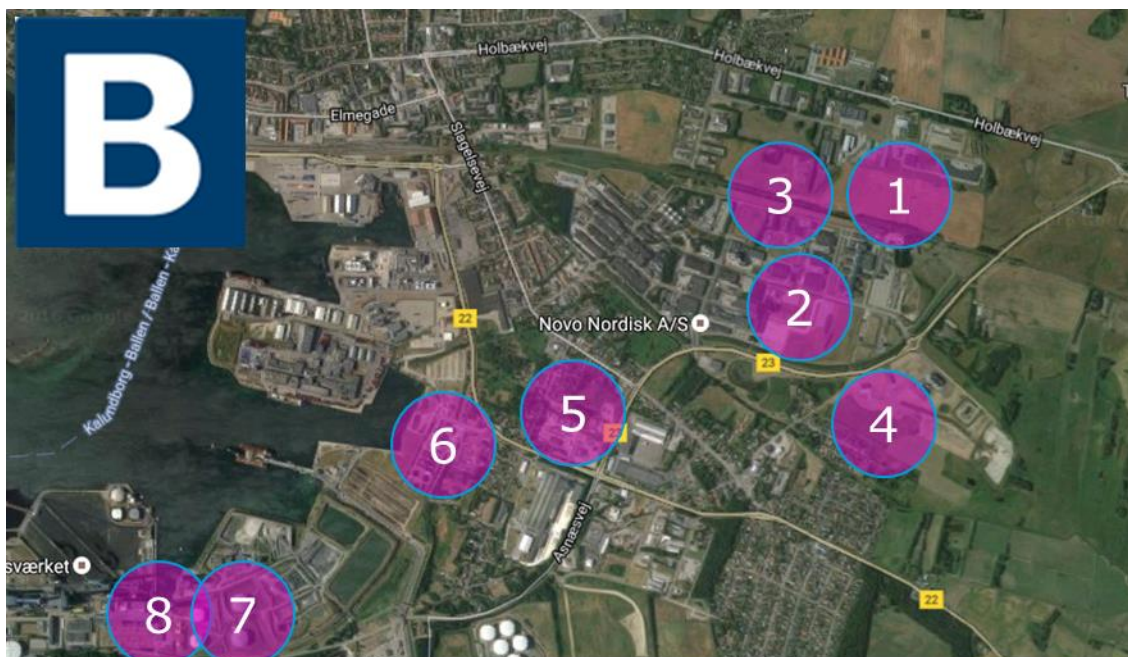 B
Holbækvej
Holbækvej
Holbækvej
Elmegade
Slagelsevej
3
1
2
22
Novo Nordisk A/S
23
Kalundborg - Ballen / Ballen - Ka
5
4
6
Asnæsvej
sværket
8
7
22